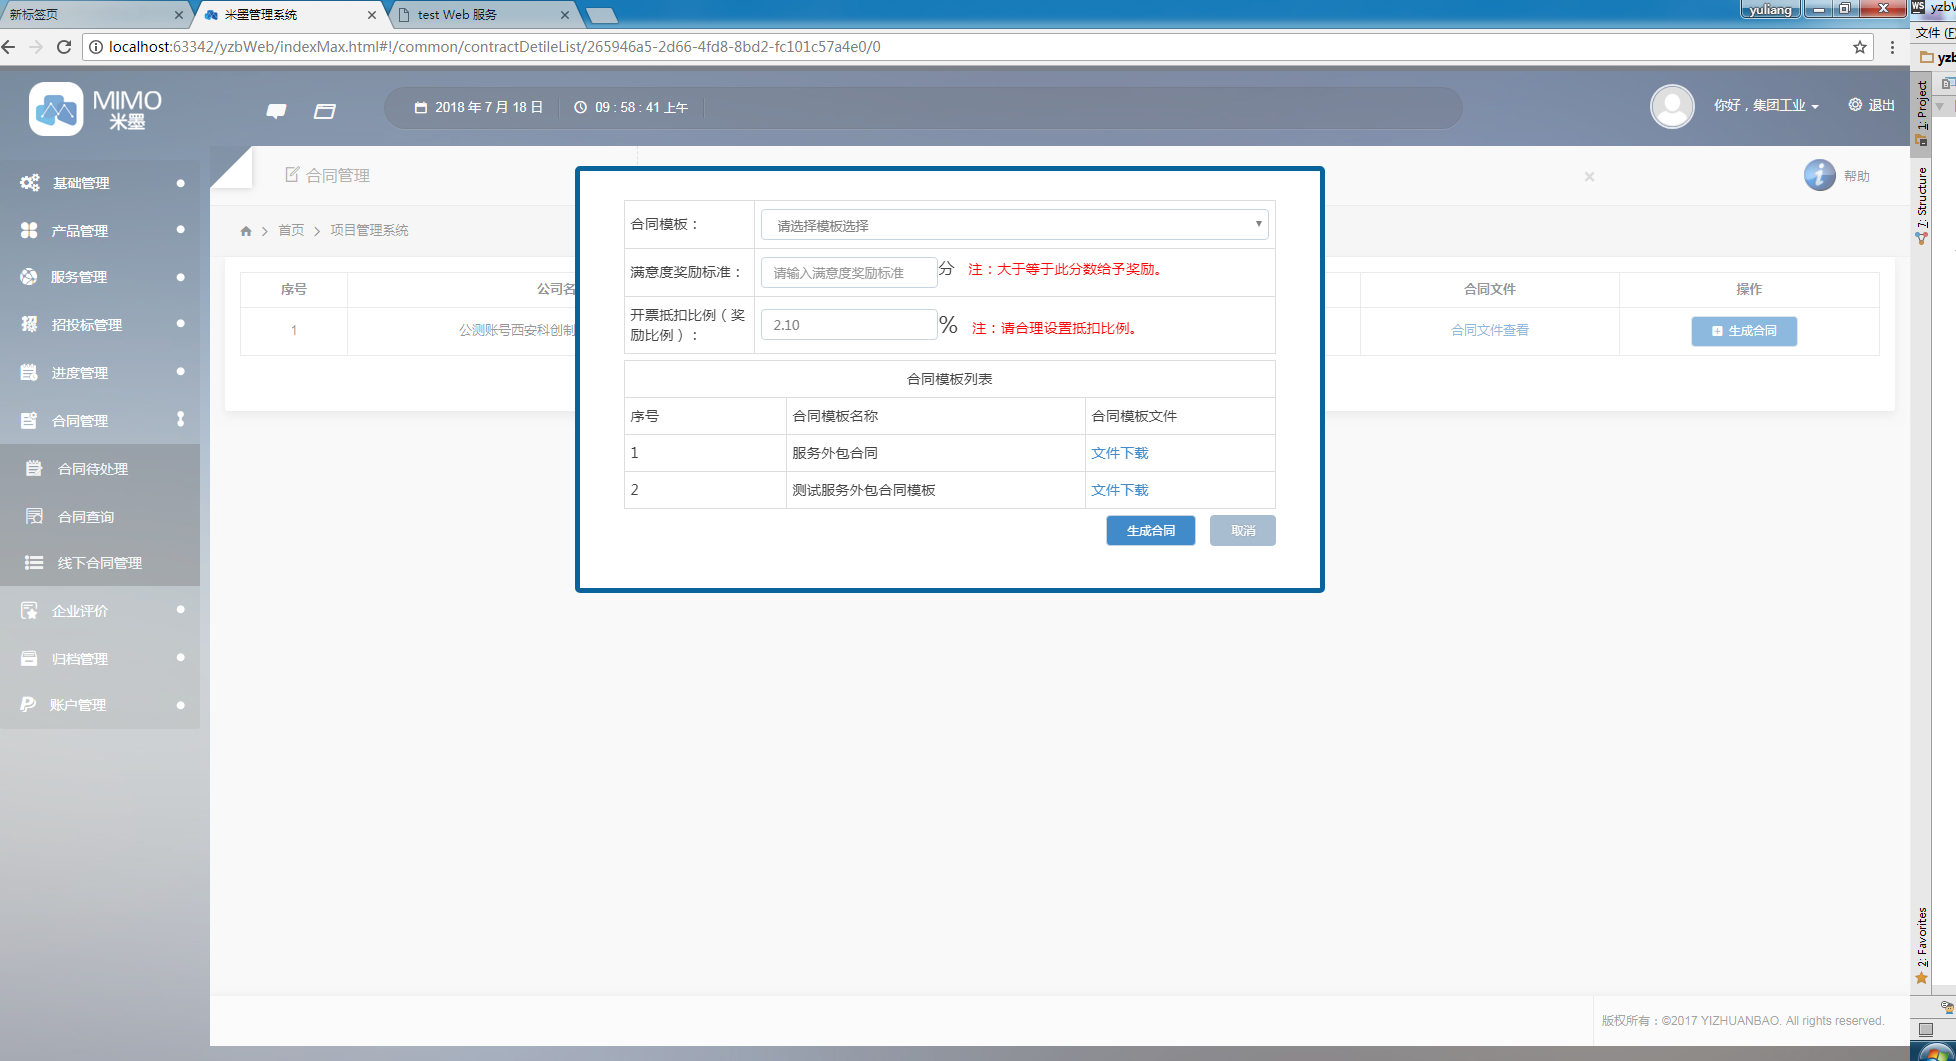 新标签页
米墨管理系统
test Web 服务
yuliang
localhost:63342/yzbWeb/indexMax.html#!/common/contractDetileList/265946a5-2d66-4fd8-8bd2-fc101c57a4e0/0
MIMO
米墨
2018 年 7 月 18 日
09 : 58 : 41 上午
你好，集团工业
退出
基础管理
产品管理
服务管理
招投标管理
进度管理
合同管理
合同待处理
合同查询
线下合同管理
企业评价
归档管理
账户管理
合同管理
帮助
首页
项目管理系统
序号
公司名
合同文件
操作
1
公测账号西安科创制
合同文件查看
生成合同
合同模板：
请选择模板选择
满意度奖励标准：
请输入满意度奖励标准
分
注：大于等于此分数给予奖励。
开票抵扣比例（奖
励比例）：
2.10
%
注：请合理设置抵扣比例。
合同模板列表
序号 合同模板名称 合同模板文件
1 服务外包合同 文件下载
2 测试服务外包合同模板 文件下载
生成合同
取消
版权所有：©2017 YIZHUANBAO. All rights reserved.
WS
文件
1: Project
7: Structure
2: Favorites